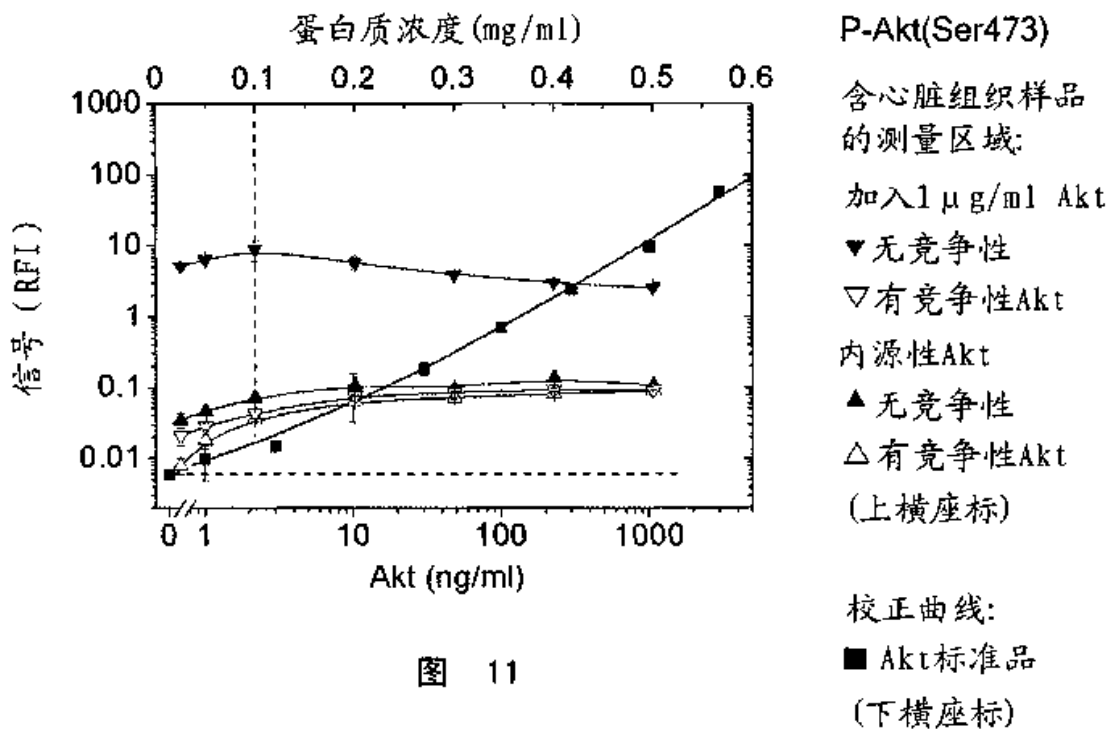 蛋白质浓度(mg/ml)
0 0.1 0.2 0.3 0.4 0.5 0.6
1000
100
10
1
0.1
0.01
信号 (RFI)
0 1 10 100 1000
Akt (ng/ml)
图 11
P-Akt(Ser473)
含心脏组织样品
的测量区域:
加入1μg/ml Akt
▼无竞争性
▽有竞争性Akt
内源性Akt
▲无竞争性
△有竞争性Akt
(上横座标)
校正曲线:
■ Akt标准品
(下横座标)